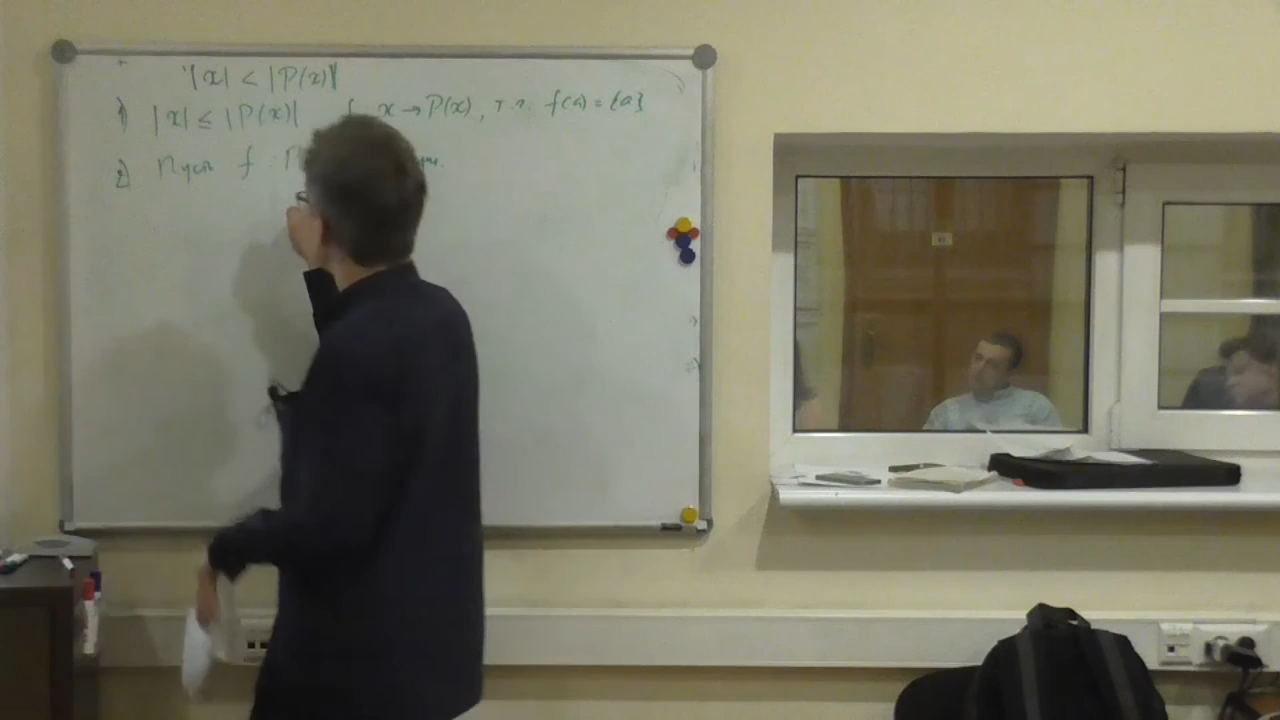 |x| < |P(x)|
1) |x| ≤ |P(x)| f x → P(x), т.ч. f(a) = {a}
2) Пусть f : П